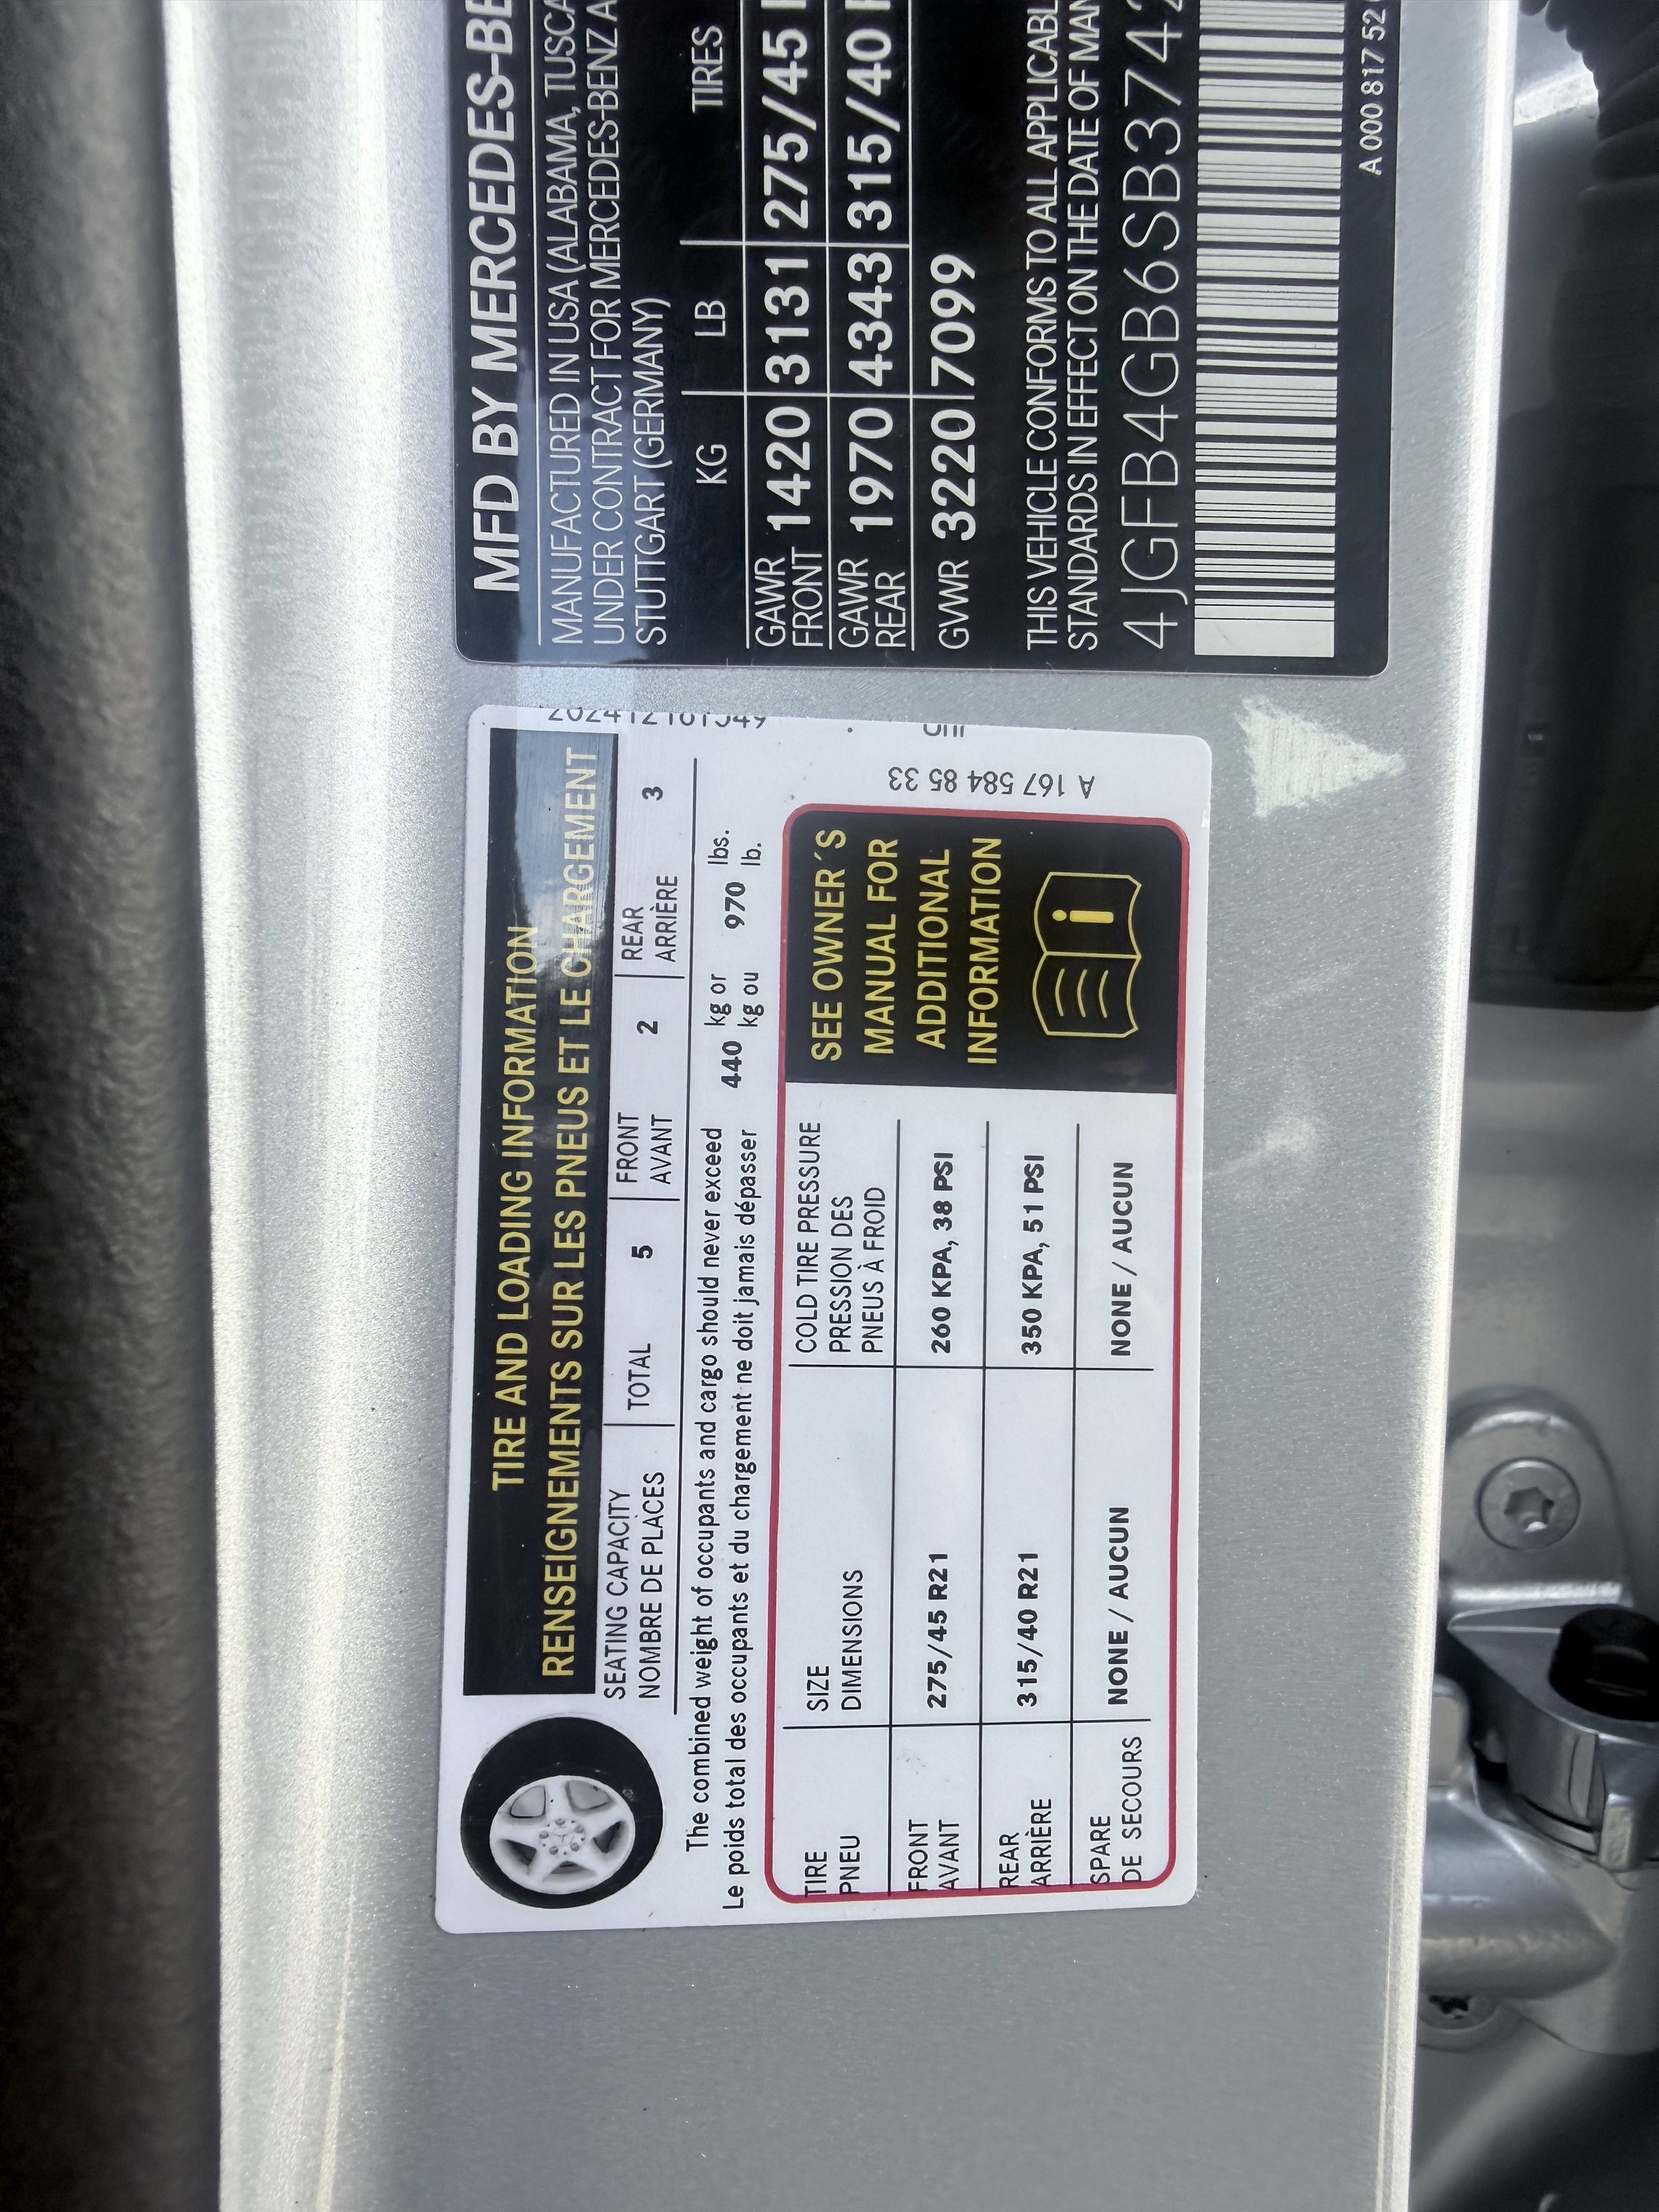 TIRE AND LOADING INFORMATION
RENSEIGNEMENTS SUR LES PNEUS ET LE CHARGEMENT
SEATING CAPACITY TOTAL 5 FRONT 2 REAR 3
NOMBRE DE PLACES AVANT ARRIÈRE
The combined weight of occupants and cargo should never exceed 440 kg or 970 lbs.
Le poids total des occupants et du chargement ne doit jamais dépasser kg ou lb.
TIRE SIZE COLD TIRE PRESSURE
PNEU DIMENSIONS PRESSION DES
PNEUS À FROID
FRONT 275/45 R21 260 KPA, 38 PSI
AVANT
REAR 315/40 R21 350 KPA, 51 PSI
ARRIÈRE
SPARE NONE / AUCUN NONE / AUCUN
DE SECOURS
SEE OWNER´S
MANUAL FOR
ADDITIONAL
INFORMATION
i
A 167 584 85 33
MFD BY MERCEDES-BE
MANUFACTURED IN USA (ALABAMA, TUSCA
UNDER CONTRACT FOR MERCEDES-BENZ A
STUTTGART (GERMANY)
KG LB TIRES
GAWR FRONT 1420 3131 275/45
GAWR REAR 1970 4343 315/40
GVWR 3220 7099
THIS VEHICLE CONFORMS TO ALL APPLICABL
STANDARDS IN EFFECT ON THE DATE OF MAN
4JGFB4GB6SB374
A 000 817 52